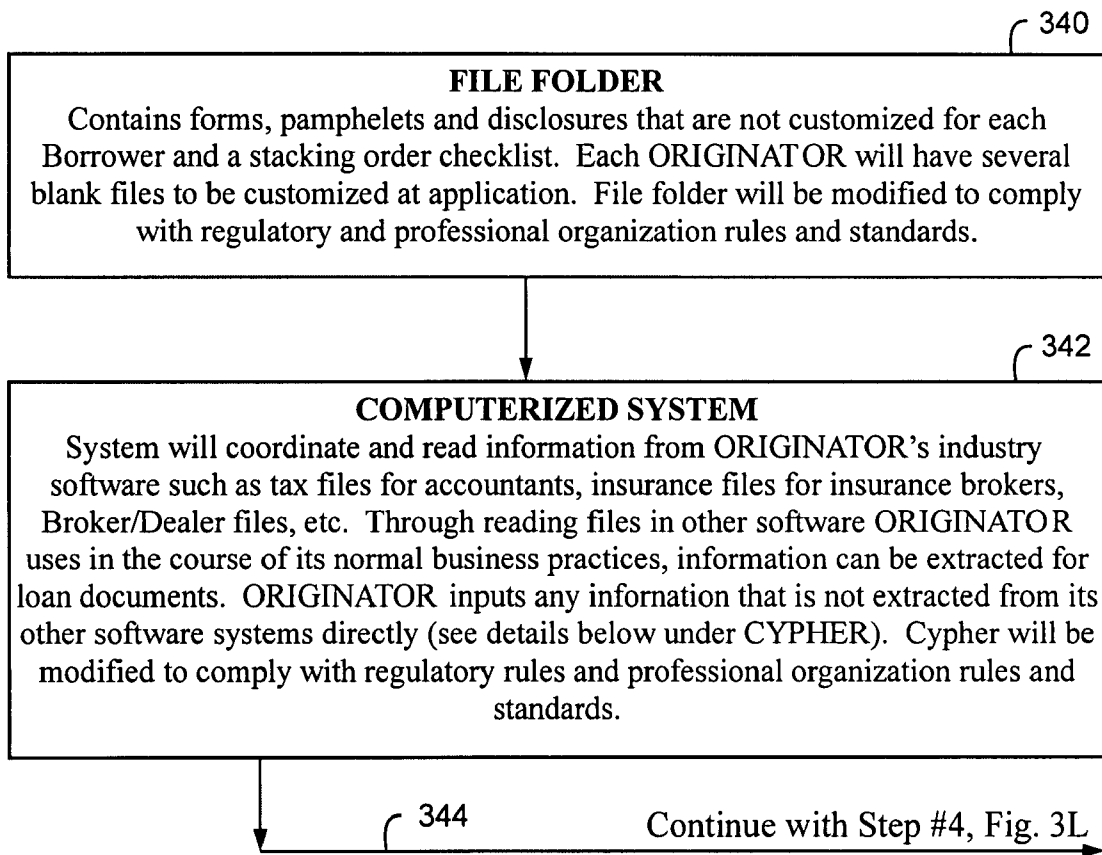 340
FILE FOLDER
Contains forms, pamphelets and disclosures that are not customized for each
Borrower and a stacking order checklist. Each ORIGINATOR will have several
blank files to be customized at application. File folder will be modified to comply
with regulatory and professional organization rules and standards.
342
COMPUTERIZED SYSTEM
System will coordinate and read information from ORIGINATOR's industry
software such as tax files for accountants, insurance files for insurance brokers,
Broker/Dealer files, etc. Through reading files in other software ORIGINATOR
uses in the course of its normal business practices, information can be extracted for
loan documents. ORIGINATOR inputs any infornation that is not extracted from its
other software systems directly (see details below under CYPHER). Cypher will be
modified to comply with regulatory rules and professional organization rules and
standards.
344
Continue with Step #4, Fig. 3L